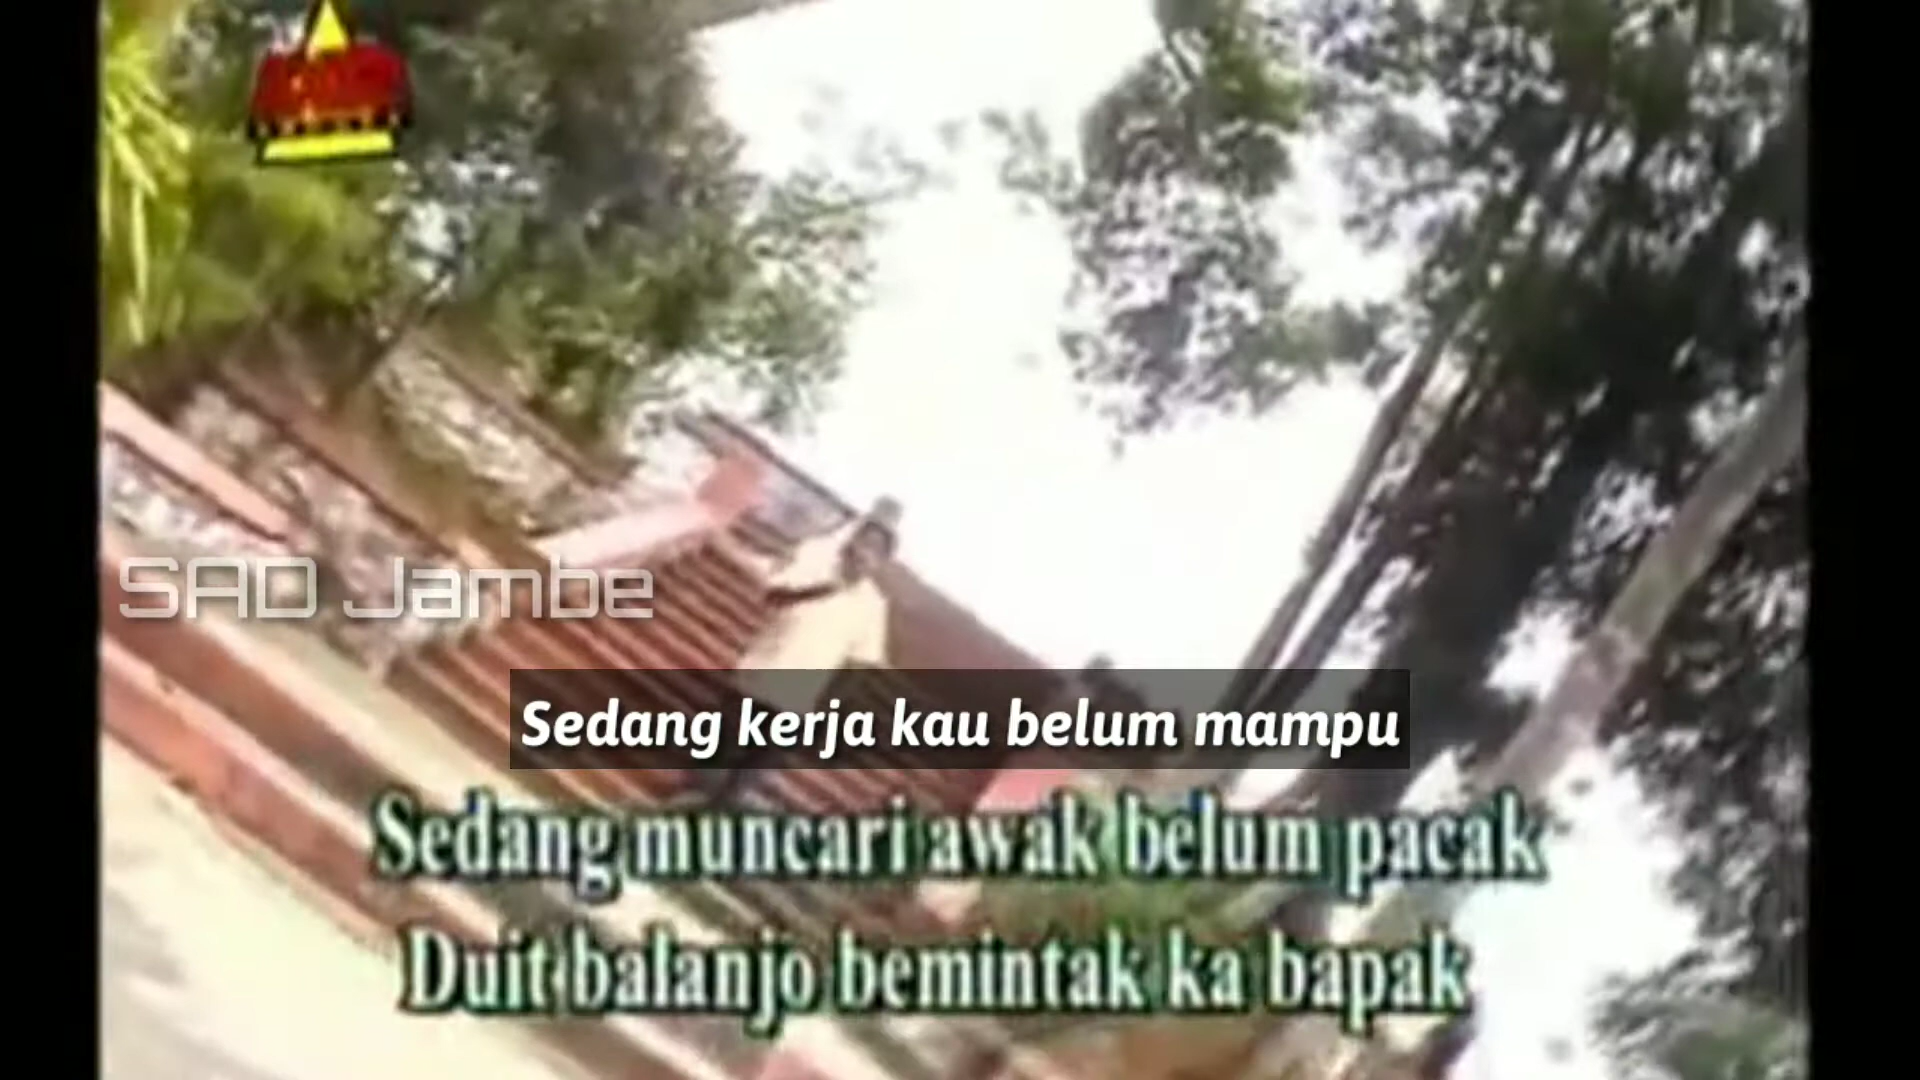 SAD Jambe
Sedang kerja kau belum mampu
Sedang muncari awak belum pacak
Duit balanjo bemintak ka bapak